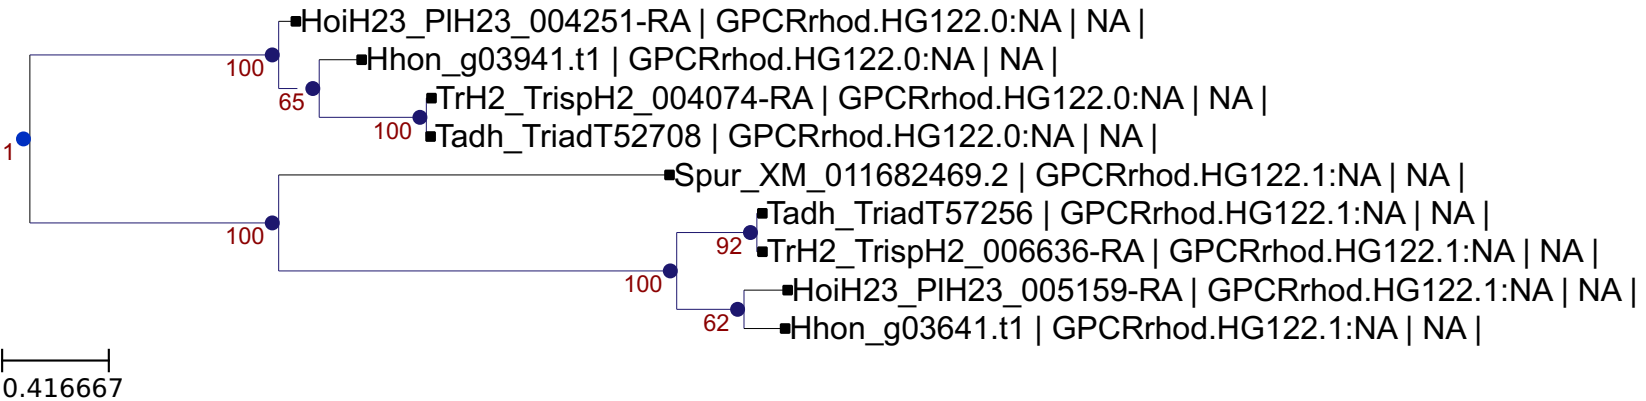 HoiH23_PlH23_004251-RA | GPCRrhod.HG122.0:NA | NA |
100
Hhon_g03941.t1 | GPCRrhod.HG122.0:NA | NA |
65
TrH2_TrispH2_004074-RA | GPCRrhod.HG122.0:NA | NA |
100
Tadh_TriadT52708 | GPCRrhod.HG122.0:NA | NA |
1
Spur_XM_011682469.2 | GPCRrhod.HG122.1:NA | NA |
Tadh_TriadT57256 | GPCRrhod.HG122.1:NA | NA |
100
92
TrH2_TrispH2_006636-RA | GPCRrhod.HG122.1:NA | NA |
100
HoiH23_PlH23_005159-RA | GPCRrhod.HG122.1:NA | NA |
62
Hhon_g03641.t1 | GPCRrhod.HG122.1:NA | NA |
0.416667